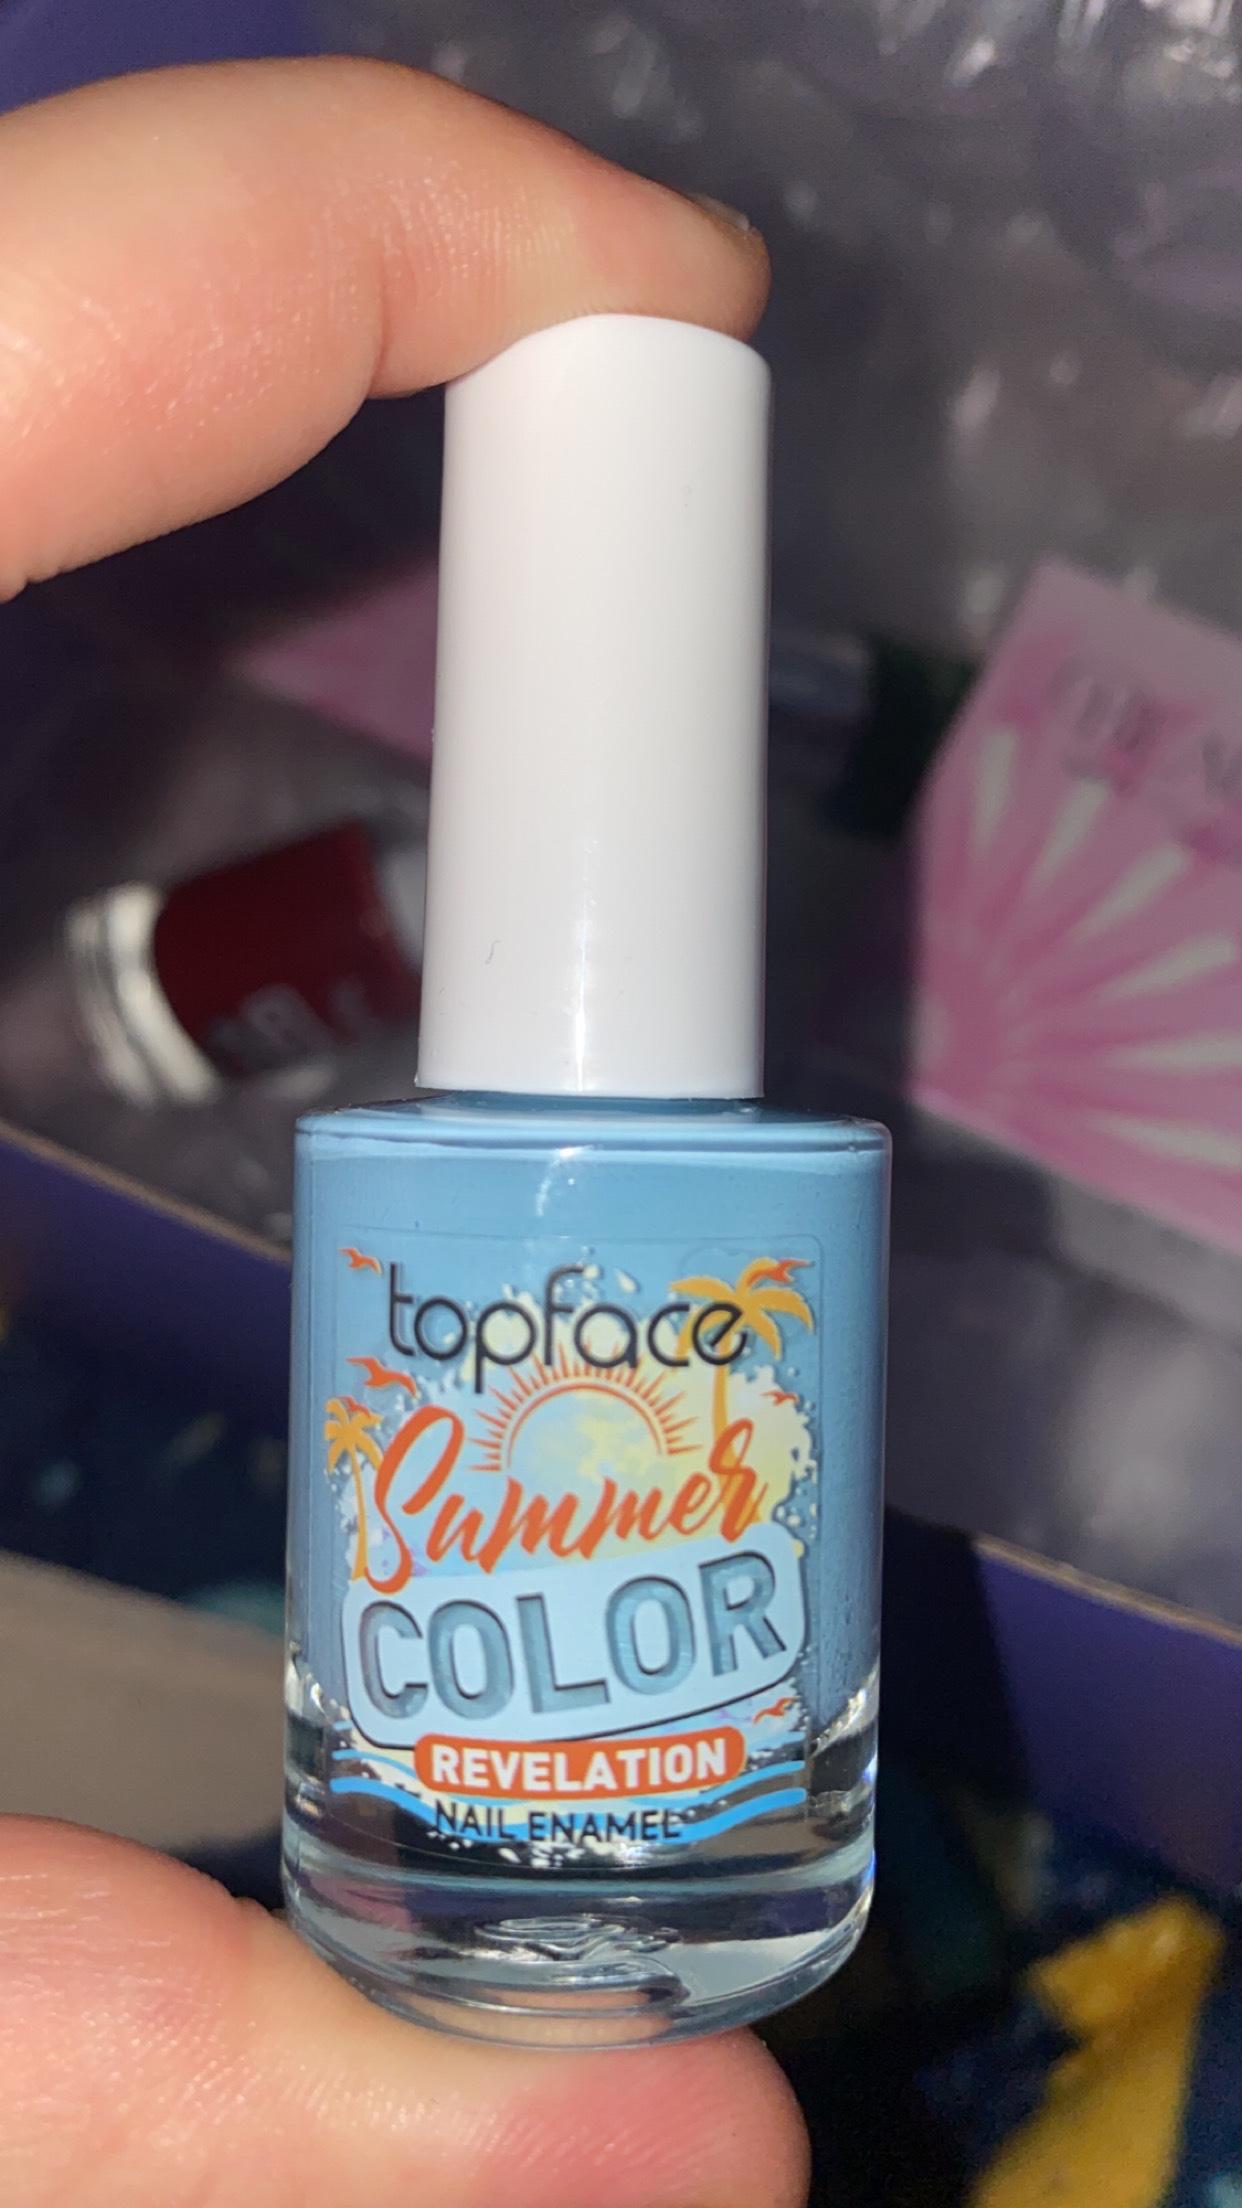 topface
Summer
COLOR
REVELATION
NAIL ENAMEL